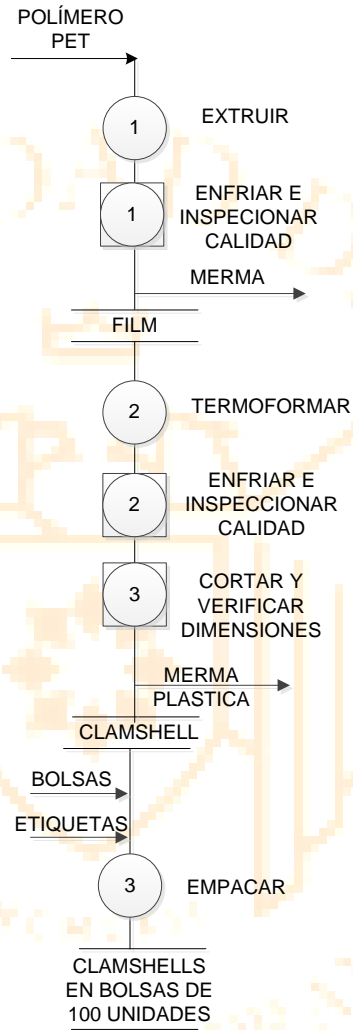 POLÍMERO
PET
1
EXTRUIR
1
ENFRIAR E
INSPECIONAR
CALIDAD
MERMA
FILM
2
TERMOFORMAR
2
ENFRIAR E
INSPECCIONAR
CALIDAD
3
CORTAR Y
VERIFICAR
DIMENSIONES
MERMA
PLASTICA
CLAMSHELL
BOLSAS
ETIQUETAS
3
EMPACAR
CLAMSHELLS
EN BOLSAS DE
100 UNIDADES